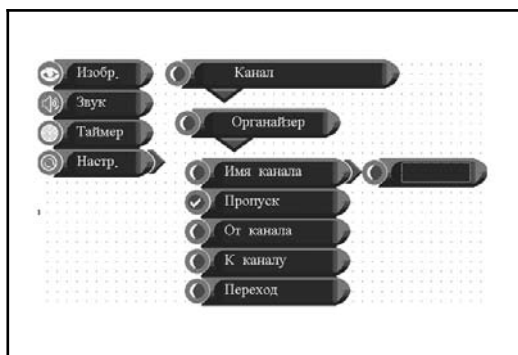 Изобр.
Звук
Таймер
Настр.
Канал
Органайзер
Имя канала
Пропуск
От канала
К каналу
Переход